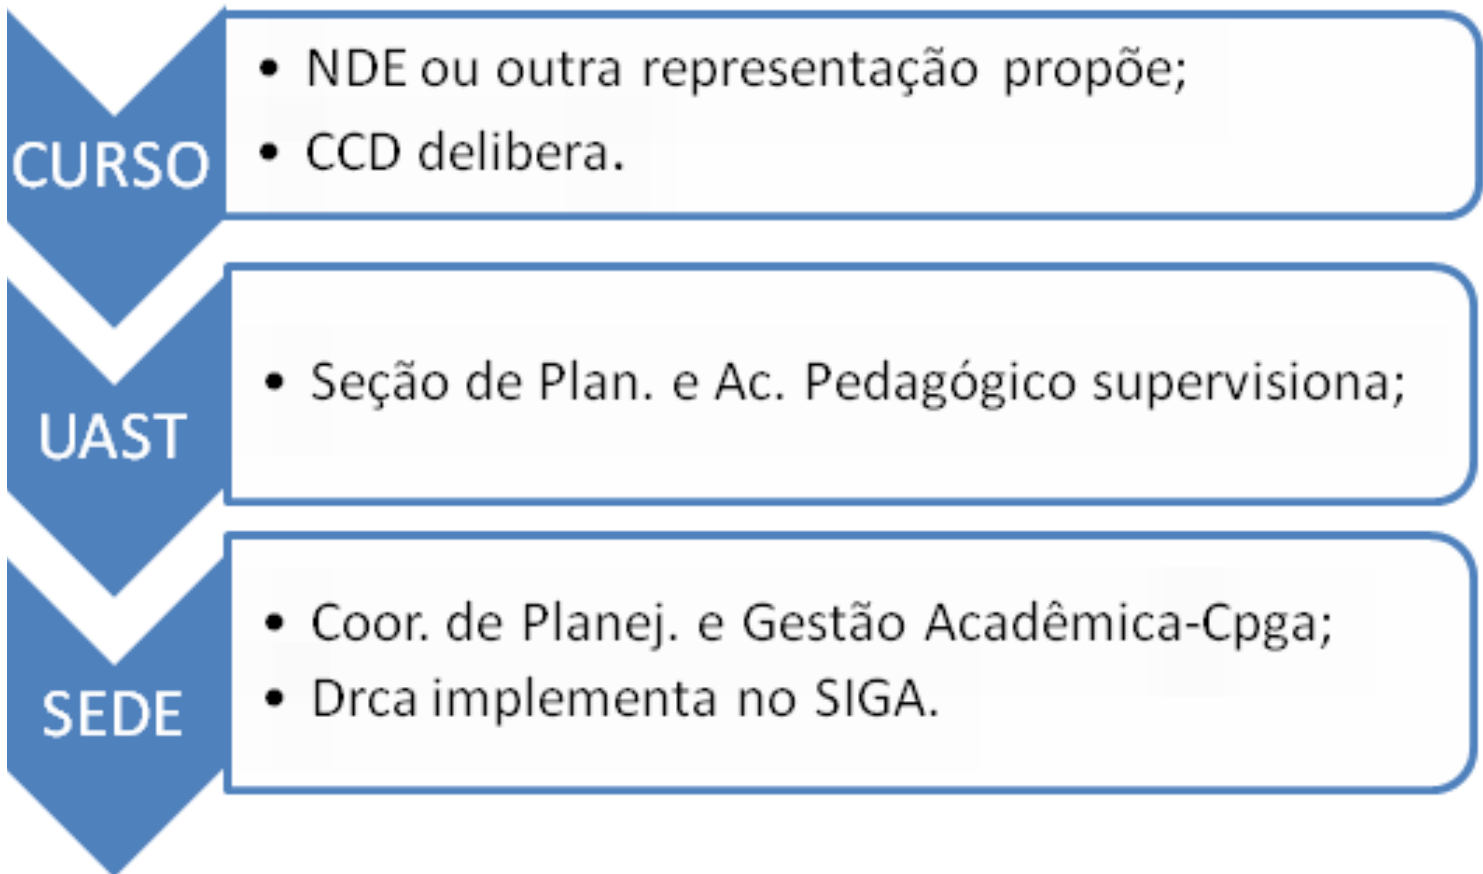 CURSO
• NDE ou outra representação propõe;
• CCD delibera.
UAST
• Seção de Plan. e Ac. Pedagógico supervisiona;
SEDE
• Coor. de Planej. e Gestão Acadêmica-Cpga;
• Drca implementa no SIGA.